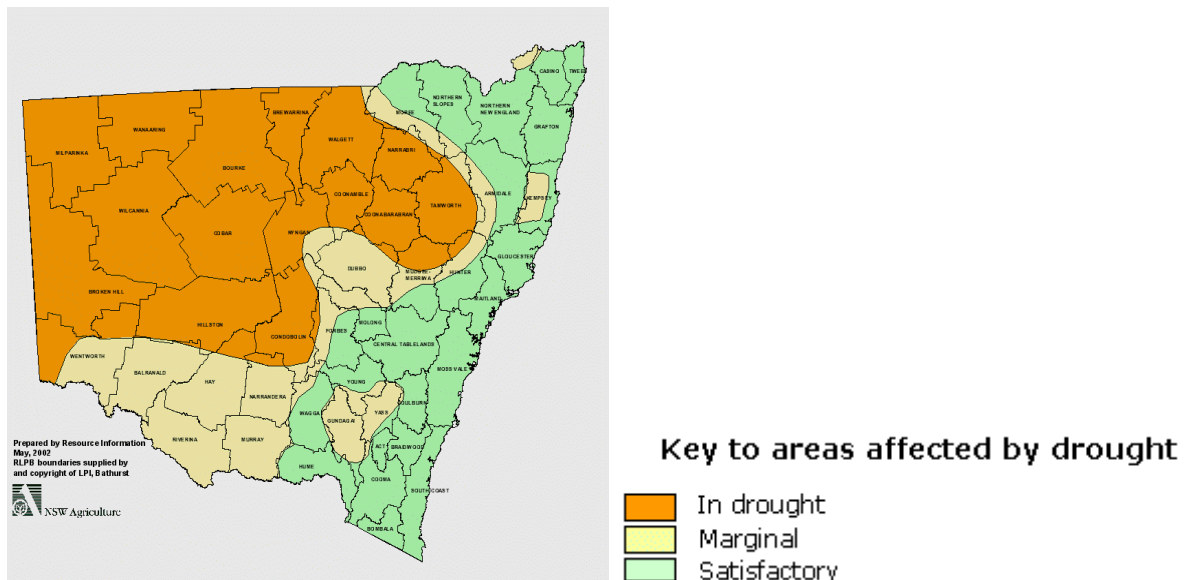 CASINO
TWEED
NORTHERN
SLOPES
NORTHERN
NEW ENGLAND
MOREE
GRAFTON
BREWARRINA
WANAARING
WALGETT
NARRABRI
MILPARINKA
BOURKE
ARMIDALE
KEMPSEY
COONAMBLE
TAMWORTH
WILCANNIA
COONABARABRAN
COBAR
NYNGAN
GLOUCESTER
DUBBO
MUDGEE-
MERRIWA
HUNTER
BROKEN HILL
MAITLAND
HILLSTON
FORBES
MOLONG
CONDOBOLIN
CENTRAL TABLELANDS
WENTWORTH
MOSS VALE
BALRANALD
HAY
YOUNG
NARRANDERA
GOULBURN
WAGGA
YASS
GUNDAGAI
RIVERINA
MURRAY
ACT
BRAIDWOOD
HUME
COOMA
SOUTH COAST
BOMBALA
Prepared by Resource Information
May, 2002
RLPB boundaries supplied by
and copyright of LPI, Bathurst
NSW Agriculture
Key to areas affected by drought
In drought
Marginal
Satisfactory